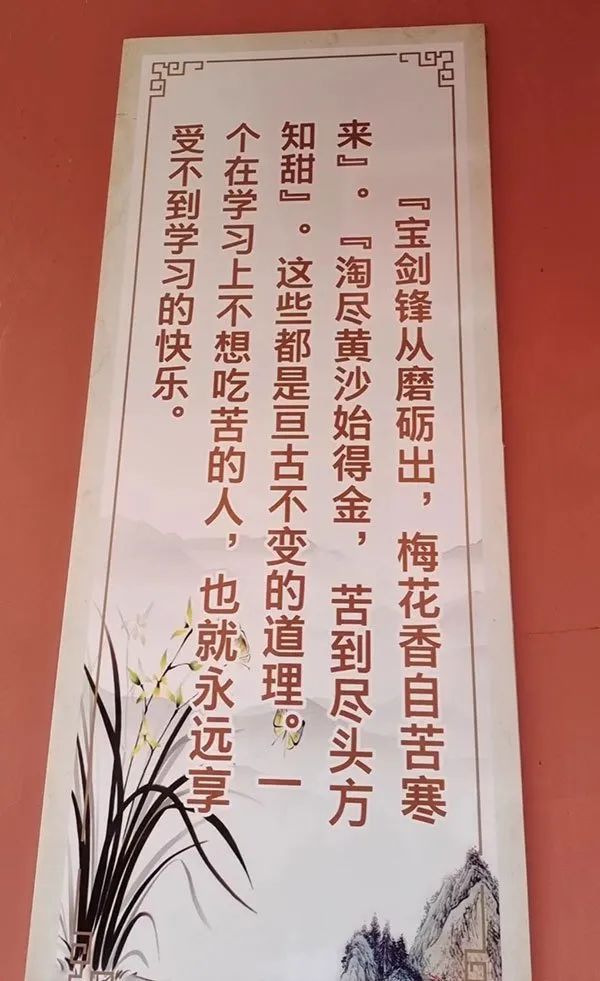 『宝剑锋从磨砺出，梅花香自苦寒
来』。『淘尽黄沙始得金，苦到尽头方
知甜』。这些都是亘古不变的道理。一
个在学习上不想吃苦的人，也就永远享
受不到学习的快乐。